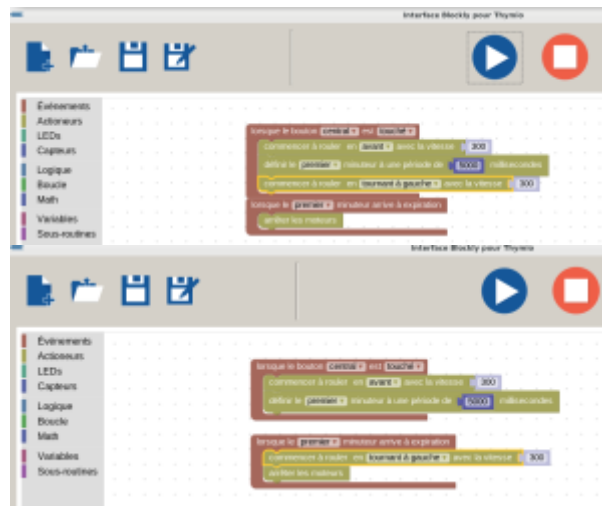 Interface Blockly pour Thymio
Événements
Actionneurs
LEDs
Capteurs
Logique
Boucle
Math
Variables
Sous-routines
lorsque le bouton central est touché
commencer à rouler en avant avec la vitesse 300
définir le premier minuteur à une période de 5000 millisecondes
commencer à rouler en tournant à gauche avec la vitesse 300
lorsque le premier minuteur arrive à expiration
arrêter les moteurs
Interface Blockly pour Thymio
Événements
Actionneurs
LEDs
Capteurs
Logique
Boucle
Math
Variables
Sous-routines
lorsque le bouton central est touché
commencer à rouler en avant avec la vitesse 300
définir le premier minuteur à une période de 5000 millisecondes
lorsque le premier minuteur arrive à expiration
commencer à rouler en tournant à gauche avec la vitesse 300
arrêter les moteurs